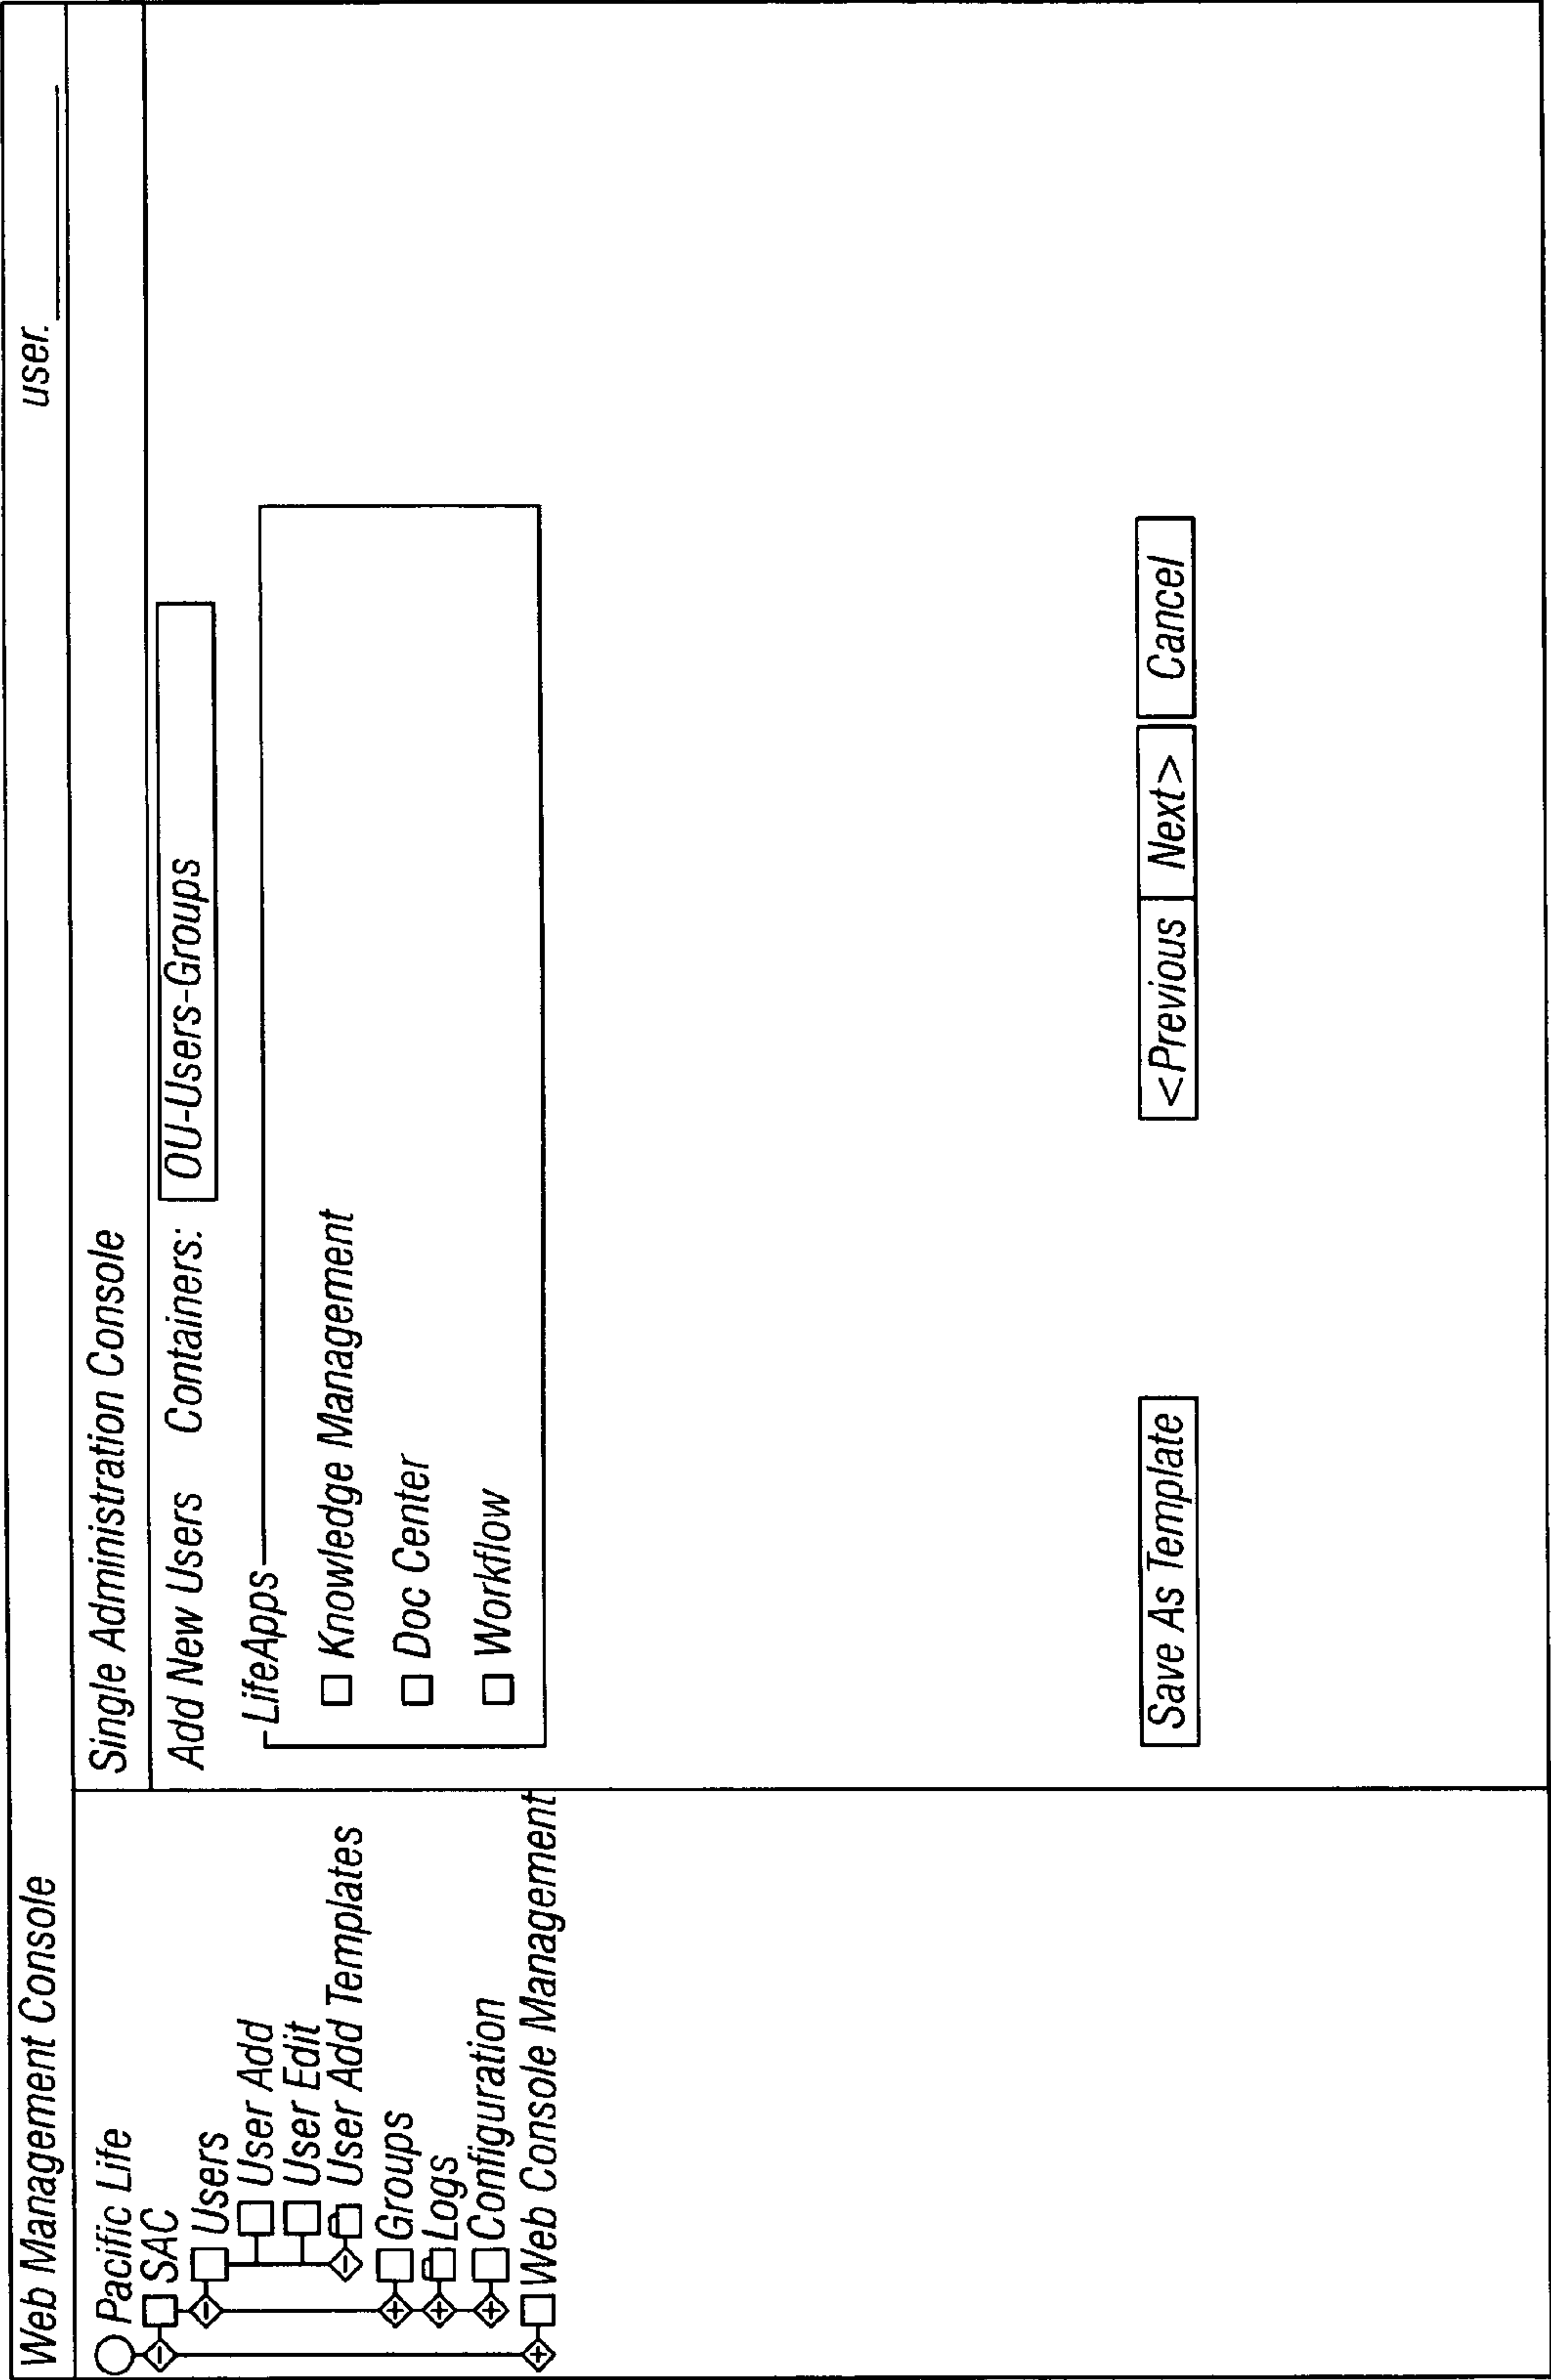 Web Management Console
user.
Pacific Life
SAC
Users
User Add
User Edit
User Add Templates
Groups
Logs
Configuration
Web Console Management
Single Administration Console
Add New Users Containers: OU-Users-Groups
LifeApps
Knowledge Management
Doc Center
Workflow
Save As Template <Previous Next> Cancel